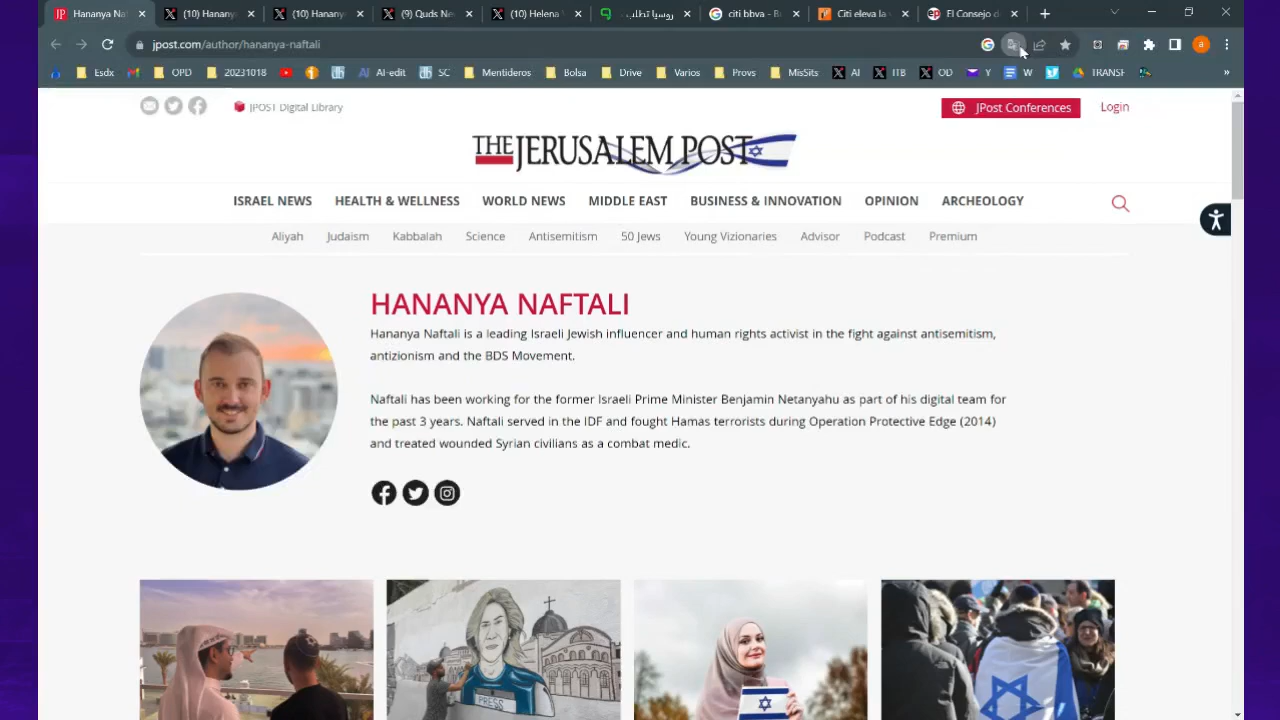 Hananya Na
(10) Hanany
(10) Hanany
(9) Quds Ne
(10) Helena
روسيا تطلب
citi bbva - B
Citi eleva la
El Consejo d
jpost.com/author/hananya-naftali
Esdx
OPD
20231018
AI-edit
SC
Mentideros
Bolsa
Drive
Varios
Provs
MisSits
AI
ITB
OD
Y
W
TRANSF
»
JPOST Digital Library
JPost Conferences
Login
THE JERUSALEM POST
ISRAEL NEWS
HEALTH & WELLNESS
WORLD NEWS
MIDDLE EAST
BUSINESS & INNOVATION
OPINION
ARCHEOLOGY
Aliyah
Judaism
Kabbalah
Science
Antisemitism
50 Jews
Young Vizionaries
Advisor
Podcast
Premium
HANANYA NAFTALI
Hananya Naftali is a leading Israeli Jewish influencer and human rights activist in the fight against antisemitism,
antizionism and the BDS Movement.
Naftali has been working for the former Israeli Prime Minister Benjamin Netanyahu as part of his digital team for
the past 3 years. Naftali served in the IDF and fought Hamas terrorists during Operation Protective Edge (2014)
and treated wounded Syrian civilians as a combat medic.
PRESS